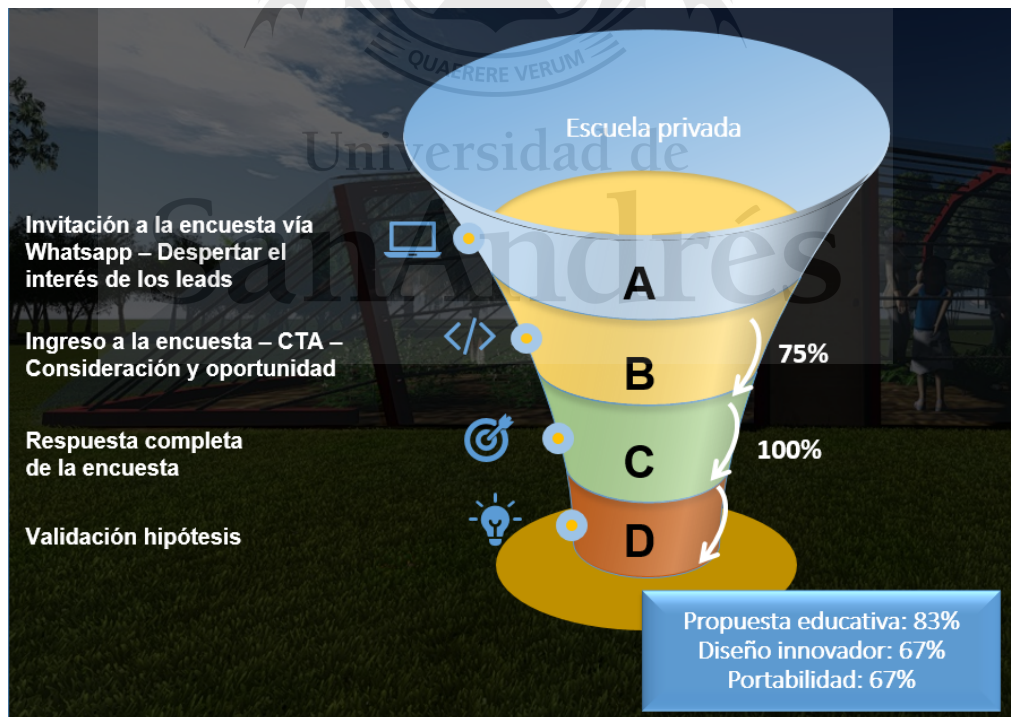 QUAERERE VERUM
Escuela privada
Universidad de
SanAndrés
Invitación a la encuesta vía
Whatsapp – Despertar el
interés de los leads
A
Ingreso a la encuesta – CTA –
Consideración y oportunidad
</>
B
75%
Respuesta completa
de la encuesta
C
100%
Validación hipótesis
D
Propuesta educativa: 83%
Diseño innovador: 67%
Portabilidad: 67%